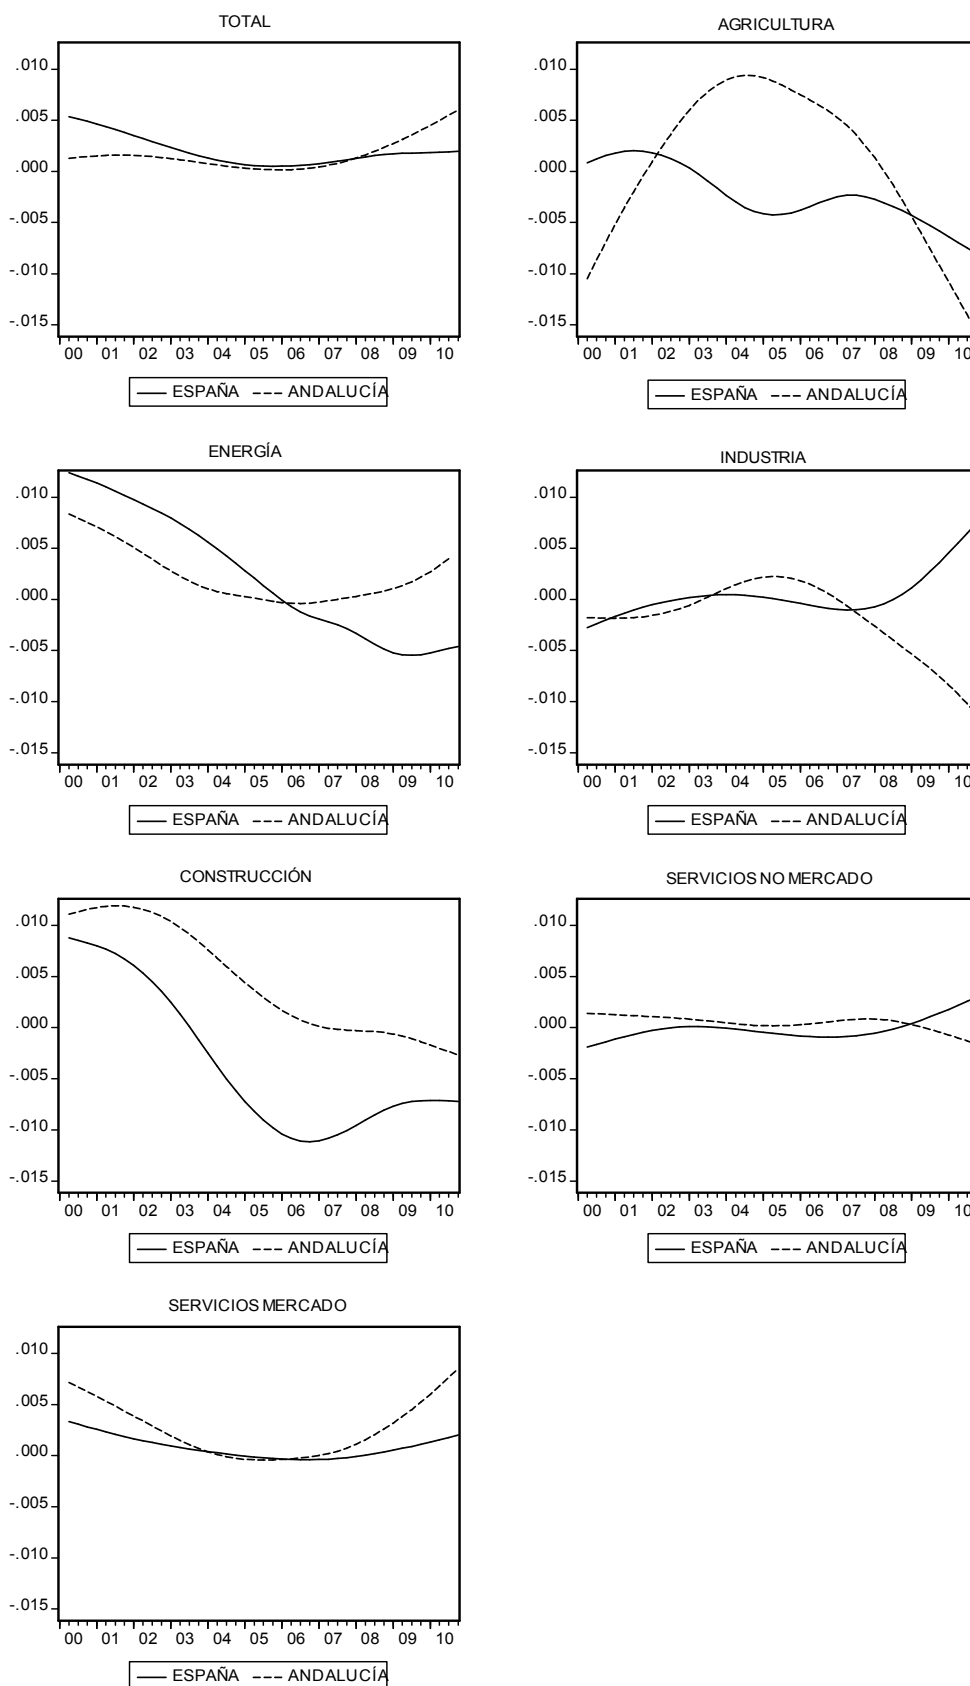 TOTAL
.010
.005
.000
-.005
-.010
-.015
00 01 02 03 04 05 06 07 08 09 10
ESPAÑA ANDALUCÍA
AGRICULTURA
.010
.005
.000
-.005
-.010
-.015
00 01 02 03 04 05 06 07 08 09 10
ESPAÑA ANDALUCÍA
ENERGÍA
.010
.005
.000
-.005
-.010
-.015
00 01 02 03 04 05 06 07 08 09 10
ESPAÑA ANDALUCÍA
INDUSTRIA
.010
.005
.000
-.005
-.010
-.015
00 01 02 03 04 05 06 07 08 09 10
ESPAÑA ANDALUCÍA
CONSTRUCCIÓN
.010
.005
.000
-.005
-.010
-.015
00 01 02 03 04 05 06 07 08 09 10
ESPAÑA ANDALUCÍA
SERVICIOS NO MERCADO
.010
.005
.000
-.005
-.010
-.015
00 01 02 03 04 05 06 07 08 09 10
ESPAÑA ANDALUCÍA
SERVICIOS MERCADO
.010
.005
.000
-.005
-.010
-.015
00 01 02 03 04 05 06 07 08 09 10
ESPAÑA ANDALUCÍA